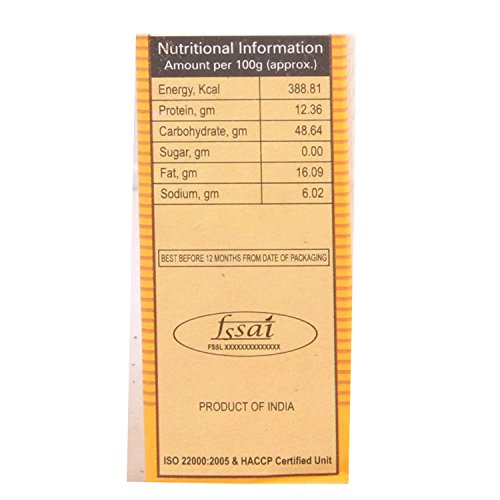 Nutritional Information
Amount per 100g (approx.)
Energy, Kcal 388.81
Protein, gm 12.36
Carbohydrate, gm 48.64
Sugar, gm 0.00
Fat, gm 16.09
Sodium, gm 6.02
BEST BEFORE 12 MONTHS FROM DATE OF PACKAGING
fssai
FSSL XXXXXXXXXXXXXX
PRODUCT OF INDIA
ISO 22000:2005 & HACCP Certified Unit